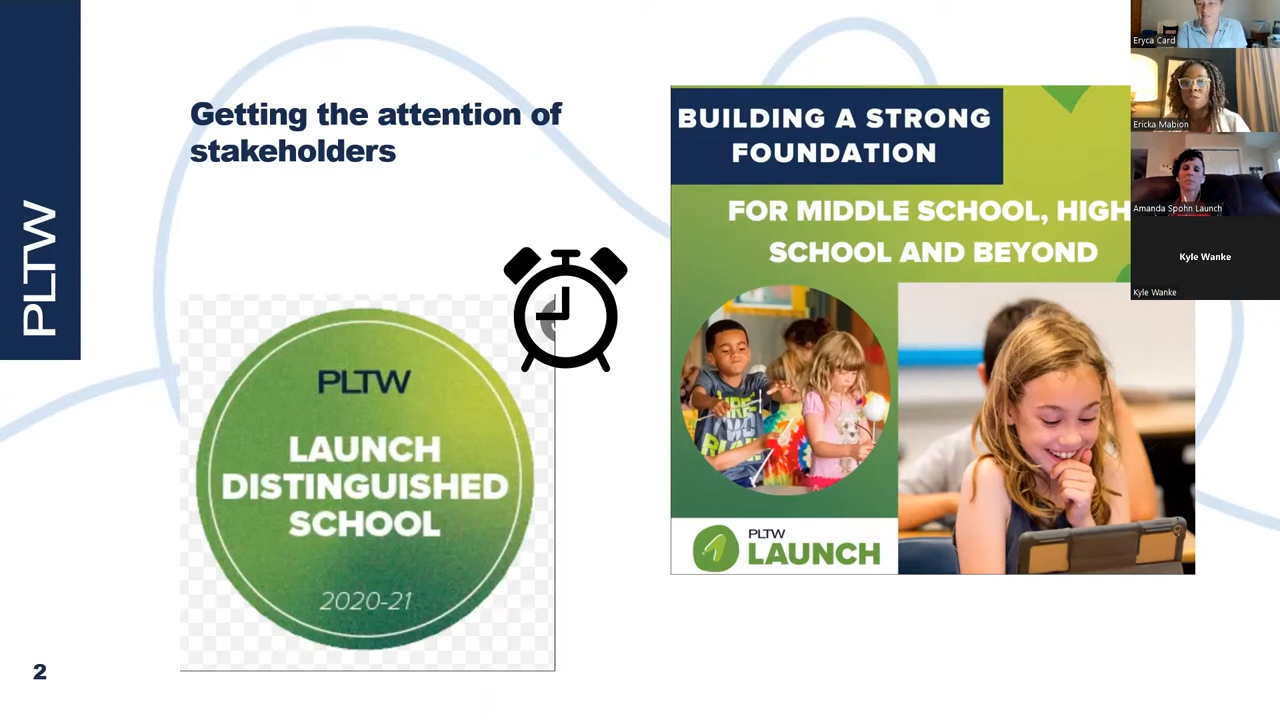 PLTW
Getting the attention of
stakeholders
PLTW
LAUNCH
DISTINGUISHED
SCHOOL
2020-21
BUILDING A STRONG
FOUNDATION
FOR MIDDLE SCHOOL, HIGH
SCHOOL AND BEYOND
PLTW
LAUNCH
Eryca Card
Ericka Mabion
Amanda Spohn Launch
Kyle Wanke
Kyle Wanke
2